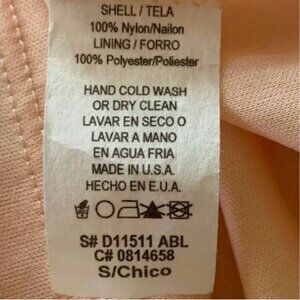 SHELL / TELA
100% Nylon/Nailon
LINING / FORRO
100% Polyester/Poliester
HAND COLD WASH
OR DRY CLEAN
LAVAR EN SECO O
LAVAR A MANO
EN AGUA FRIA
MADE IN U.S.A.
HECHO EN E.U.A.
S# D11511 ABL
C# 0814658
S/Chico